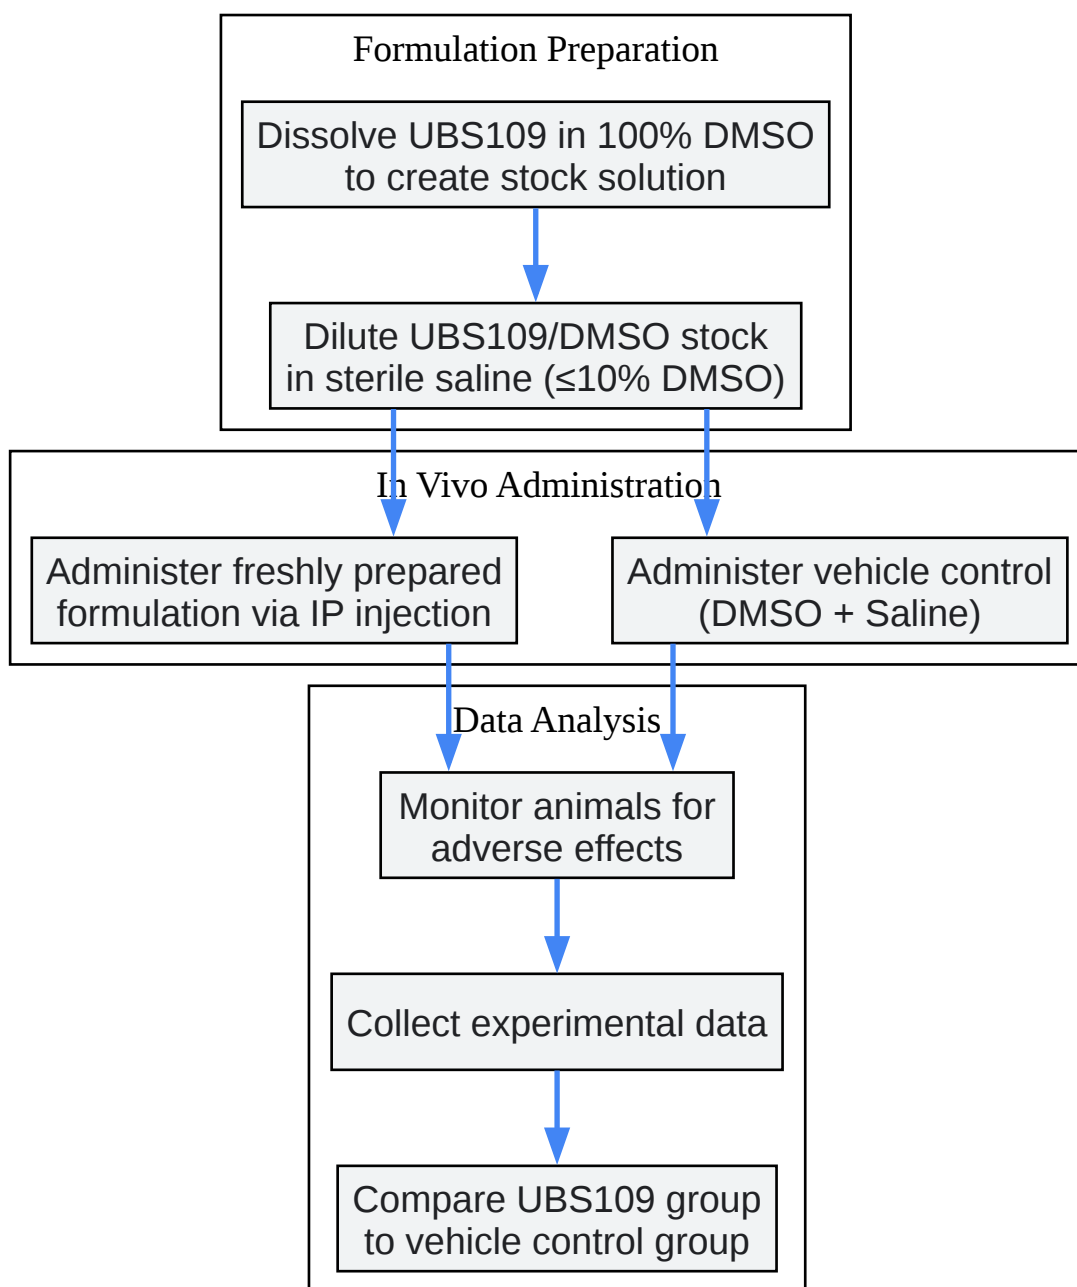 Formulation Preparation
Dissolve UBS109 in 100% DMSO
to create stock solution
Dilute UBS109/DMSO stock
in sterile saline (≤10% DMSO)
In Vivo Administration
Administer freshly prepared
formulation via IP injection
Administer vehicle control
(DMSO + Saline)
Data Analysis
Monitor animals for
adverse effects
Collect experimental data
Compare UBS109 group
to vehicle control group